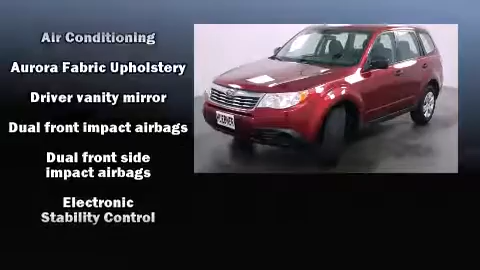 Air Conditioning
Aurora Fabric Upholstery
Driver vanity mirror
Dual front impact airbags
Dual front side
impact airbags
Electronic
Stability Control